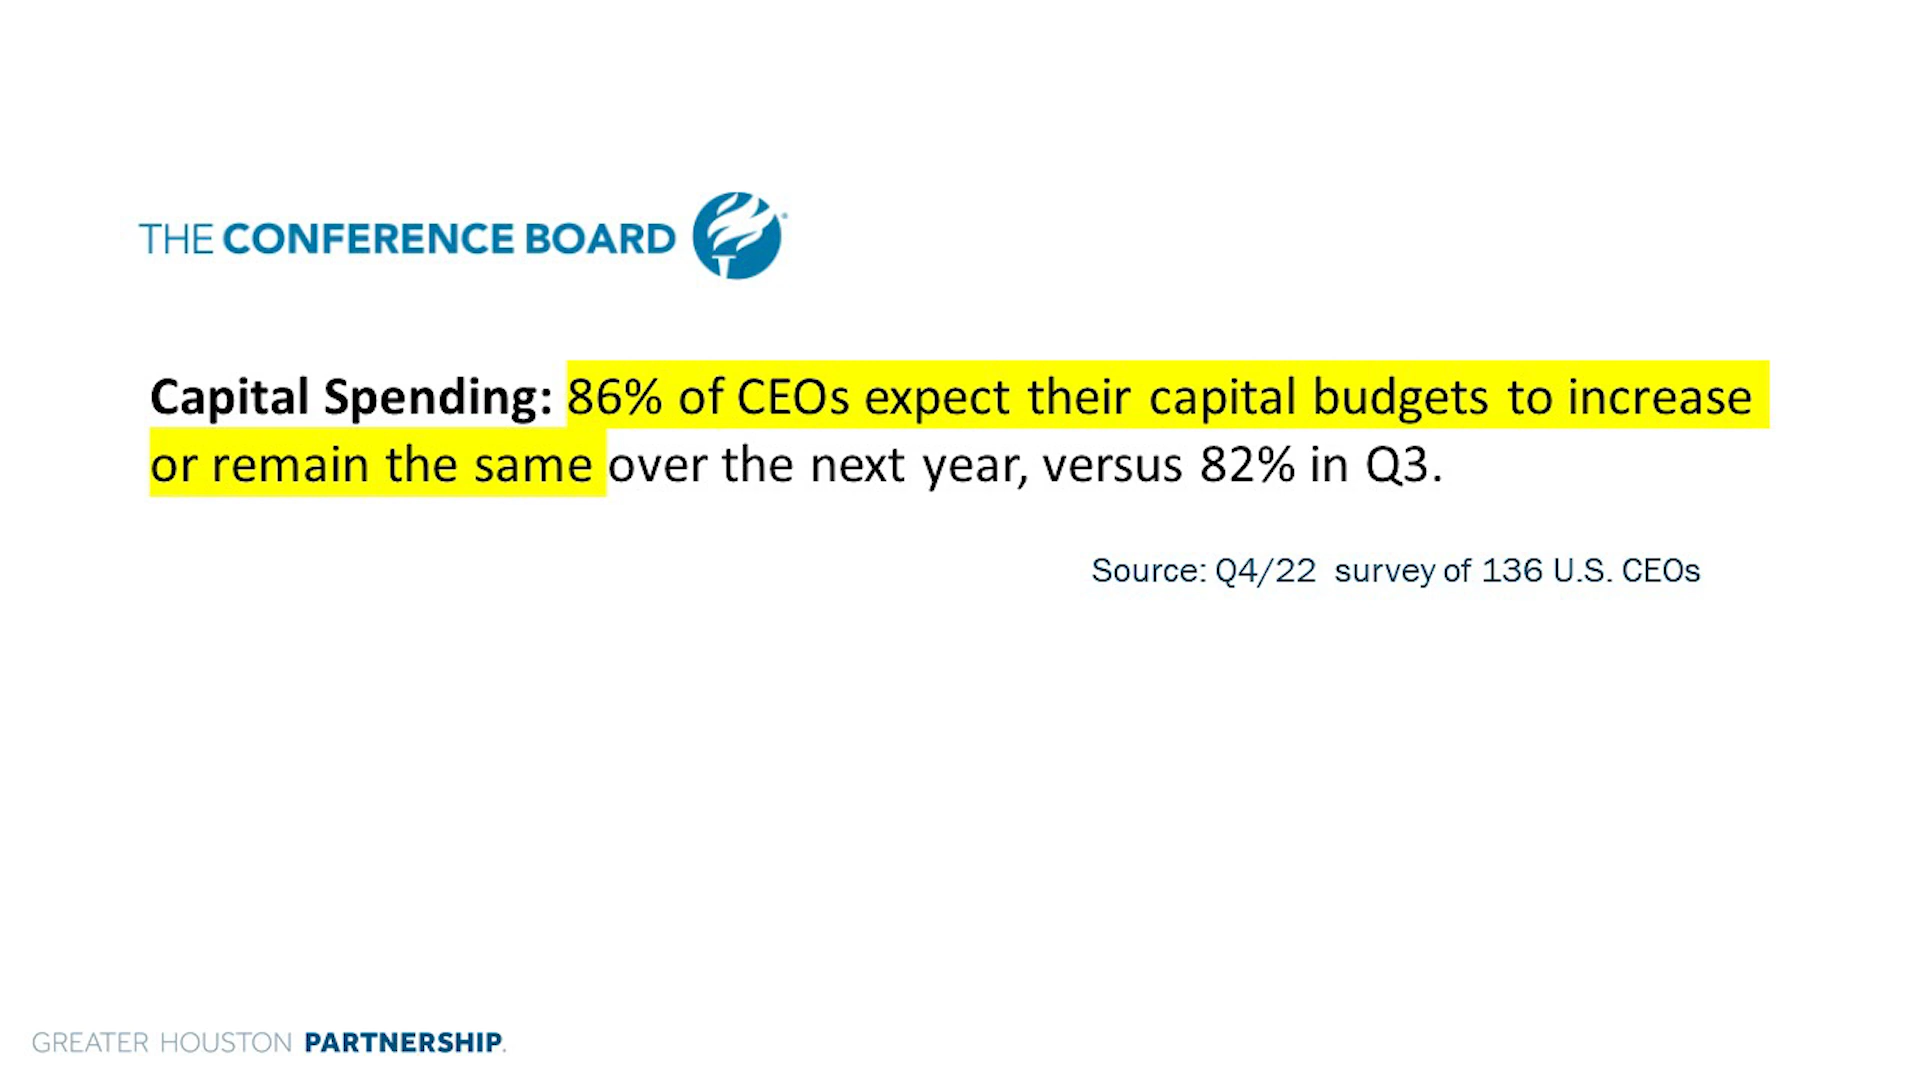 THE CONFERENCE BOARD
Capital Spending: 86% of CEOs expect their capital budgets to increase
or remain the same over the next year, versus 82% in Q3.
Source: Q4/22 survey of 136 U.S. CEOs
GREATER HOUSTON PARTNERSHIP.